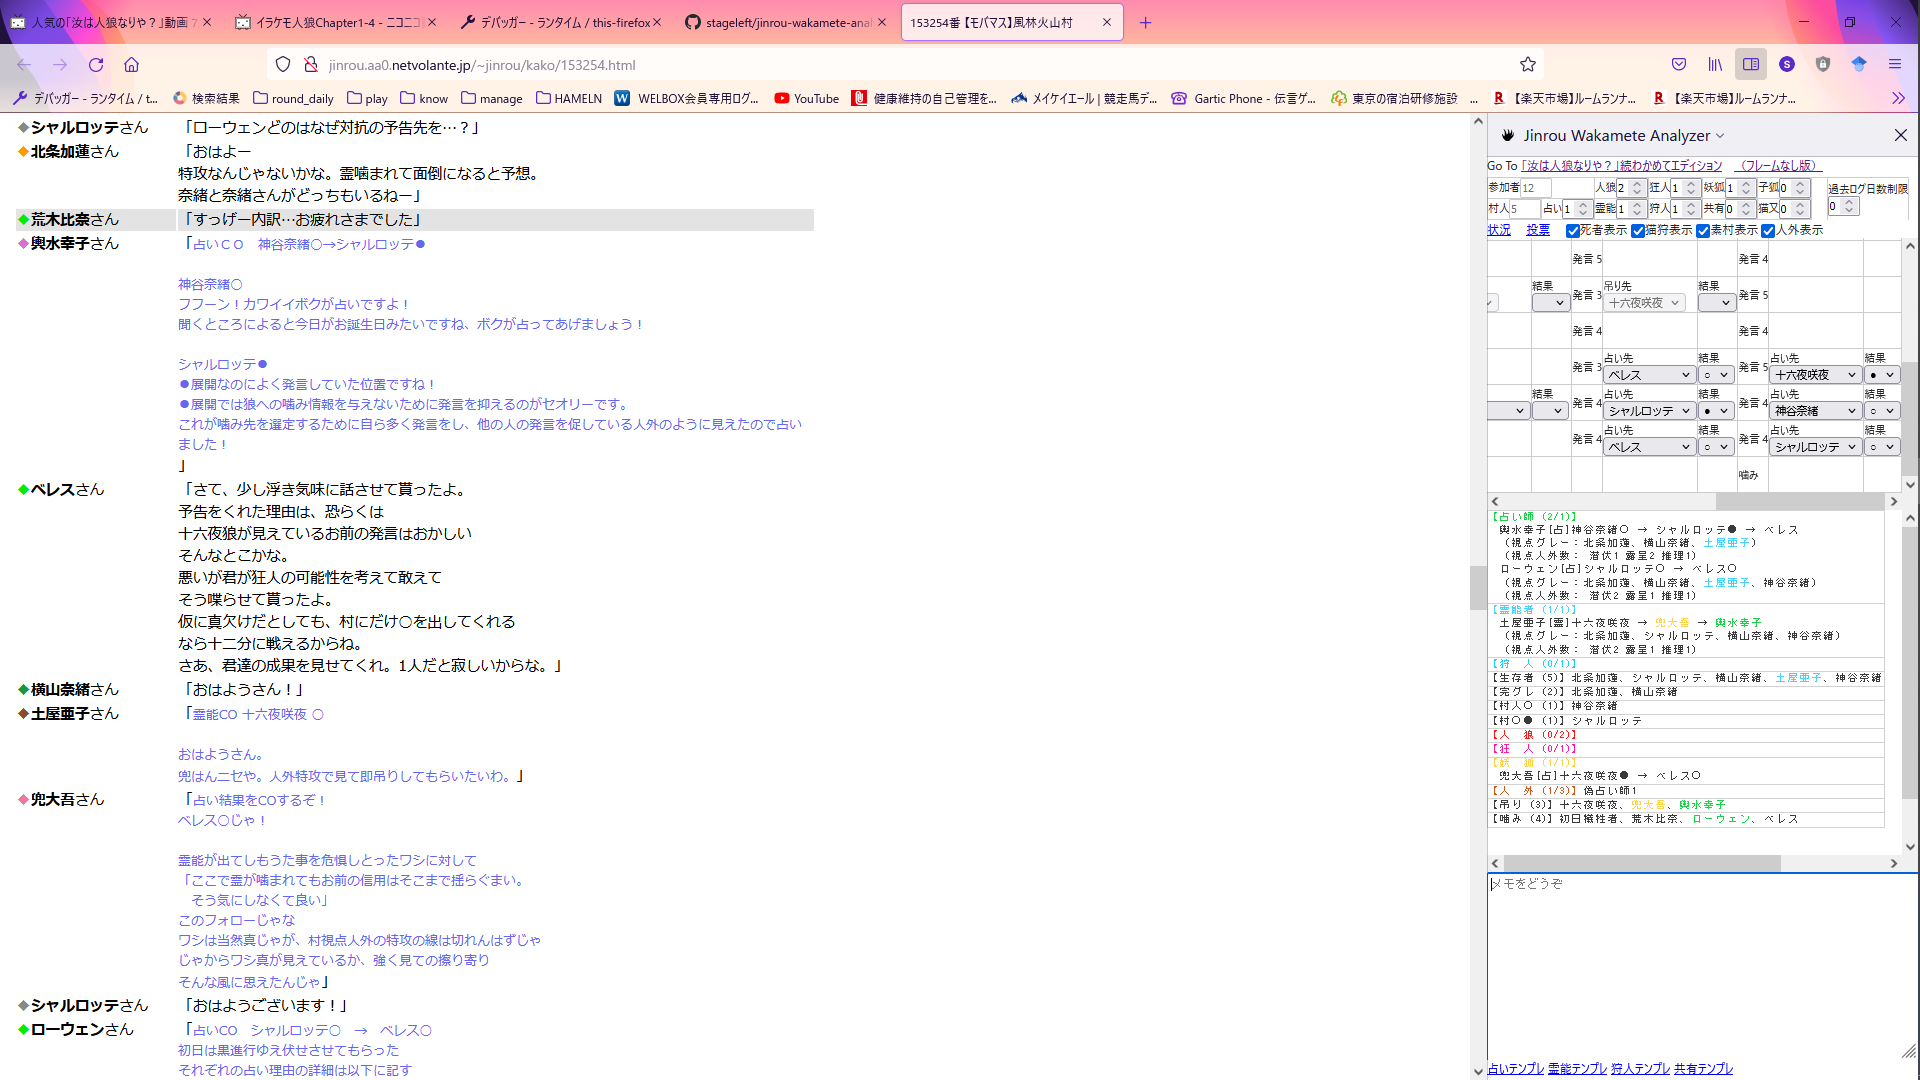 人気の「汝は人狼なりや？」動画 7
イラケモ人狼Chapter1-4 - ニコニコ
デバッガー - ランタイム / this-firefox
stageleft/jinrou-wakamete-anal
153254番 【モバマス】風林火山村
jinrou.aa0.netvolante.jp/~jinrou/kako/153254.html
デバッガー - ランタイム / t...
検索結果
round_daily
play
know
manage
HAMELN
WELBOX会員専用ログ...
YouTube
健康維持の自己管理を...
メイケイエール | 競走馬デ...
Gartic Phone - 伝言ゲ...
東京の宿泊研修施設 ...
【楽天市場】ルームランナ...
【楽天市場】ルームランナ...
◆シャルロッテさん 「ローウェンどのはなぜ対抗の予告先を…？」
◆北条加蓮さん 「おはよー
特攻なんじゃないかな。霊噛まれて面倒になると予想。
奈緒と奈緒さんがどっちもいるねー」
◆荒木比奈さん 「すっげー内訳…お疲れさまでした」
◆輿水幸子さん 「占いＣＯ　神谷奈緒○→シャルロッテ●
神谷奈緒○
フフーン！カワイイボクが占いですよ！
聞くところによると今日がお誕生日みたいですね、ボクが占ってあげましょう！
シャルロッテ●
●展開なのによく発言していた位置ですね！
●展開では狼への噛み情報を与えないために発言を抑えるのがセオリーです。
これが噛み先を選定するために自ら多く発言をし、他の人の発言を促している人外のように見えたので占い
ました！
」
◆ベレスさん 「さて、少し浮き気味に話させて貰ったよ。
予告をくれた理由は、恐らくは
十六夜狼が見えているお前の発言はおかしい
そんなとこかな。
悪いが君が狂人の可能性を考えて敢えて
そう喋らせて貰ったよ。
仮に真欠けだとしても、村にだけ○を出してくれる
なら十二分に戦えるからね。
さあ、君達の成果を見せてくれ。1人だと寂しいからな。」
◆横山奈緒さん 「おはようさん！」
◆土屋亜子さん 「霊能CO 十六夜咲夜 ○
おはようさん。
兜はんニセや。人外特攻で見て即吊りしてもらいたいわ。」
◆兜大吾さん 「占い結果をCOするぞ！
ベレス○じゃ！
霊能が出てしもうた事を危惧しとったワシに対して
「ここで霊が噛まれてもお前の信用はそこまで揺らぐまい。
　そう気にしなくて良い」
このフォローじゃな
ワシは当然真じゃが、村視点人外の特攻の線は切れんはずじゃ
じゃからワシ真が見えているか、強く見ての擦り寄り
そんな風に思えたんじゃ」
◆シャルロッテさん 「おはようございます！」
◆ローウェンさん 「占いCO　シャルロッテ○　→　ベレス○
初日は黒進行ゆえ伏せさせてもらった
それぞれの占い理由の詳細は以下に記す
Jinrou Wakamete Analyzer
Go To 「汝は人狼なりや？」続わかめてエディション　（フレームなし版）
参加者 12 人狼 2 狂人 1 妖狐 1 子狐 0 過去ログ日数制限
村人 5 占い 1 霊能 1 狩人 1 共有 0 猫又 0 0
状況 投票 死者表示 猫狩表示 素村表示 人外表示
発言 5 発言 4
結果 発言 3 吊り先 十六夜咲夜 結果 発言 5
発言 4 発言 4
発言 3 占い先 ベレス 結果 ○ 発言 5 占い先 十六夜咲夜 結果 ●
結果 発言 4 占い先 シャルロッテ 結果 ● 発言 4 占い先 神谷奈緒 結果 ○
発言 4 占い先 ベレス 結果 ○ 発言 4 占い先 シャルロッテ 結果 ○
噛み
【占い師（2/1）】
輿水幸子[占]神谷奈緒○ → シャルロッテ● → ベレス
（視点グレー：北条加蓮、横山奈緒、土屋亜子）
（視点人外数： 潜伏1 露呈2 推理1）
ローウェン[占]シャルロッテ○ → ベレス○
（視点グレー：北条加蓮、横山奈緒、土屋亜子、神谷奈緒）
（視点人外数： 潜伏2 露呈1 推理1）
【霊能者（1/1）】
土屋亜子[霊]十六夜咲夜 → 兜大吾 → 輿水幸子
（視点グレー：北条加蓮、シャルロッテ、横山奈緒、神谷奈緒）
（視点人外数： 潜伏2 露呈1 推理1）
【狩　人（0/1）】
【生存者（5）】北条加蓮、シャルロッテ、横山奈緒、土屋亜子、神谷奈緒
【完グレ（2）】北条加蓮、横山奈緒
【村人○（1）】神谷奈緒
【村○●（1）】シャルロッテ
【人　狼（0/2）】
【狂　人（0/1）】
【妖　狐（1/1）】
兜大吾[占]十六夜咲夜● → ベレス○
【人　外（1/3）】偽占い師1
【吊り（3）】十六夜咲夜、兜大吾、輿水幸子
【噛み（4）】初日犠牲者、荒木比奈、ローウェン、ベレス
メモをどうぞ
占いテンプレ 霊能テンプレ 狩人テンプレ 共有テンプレ